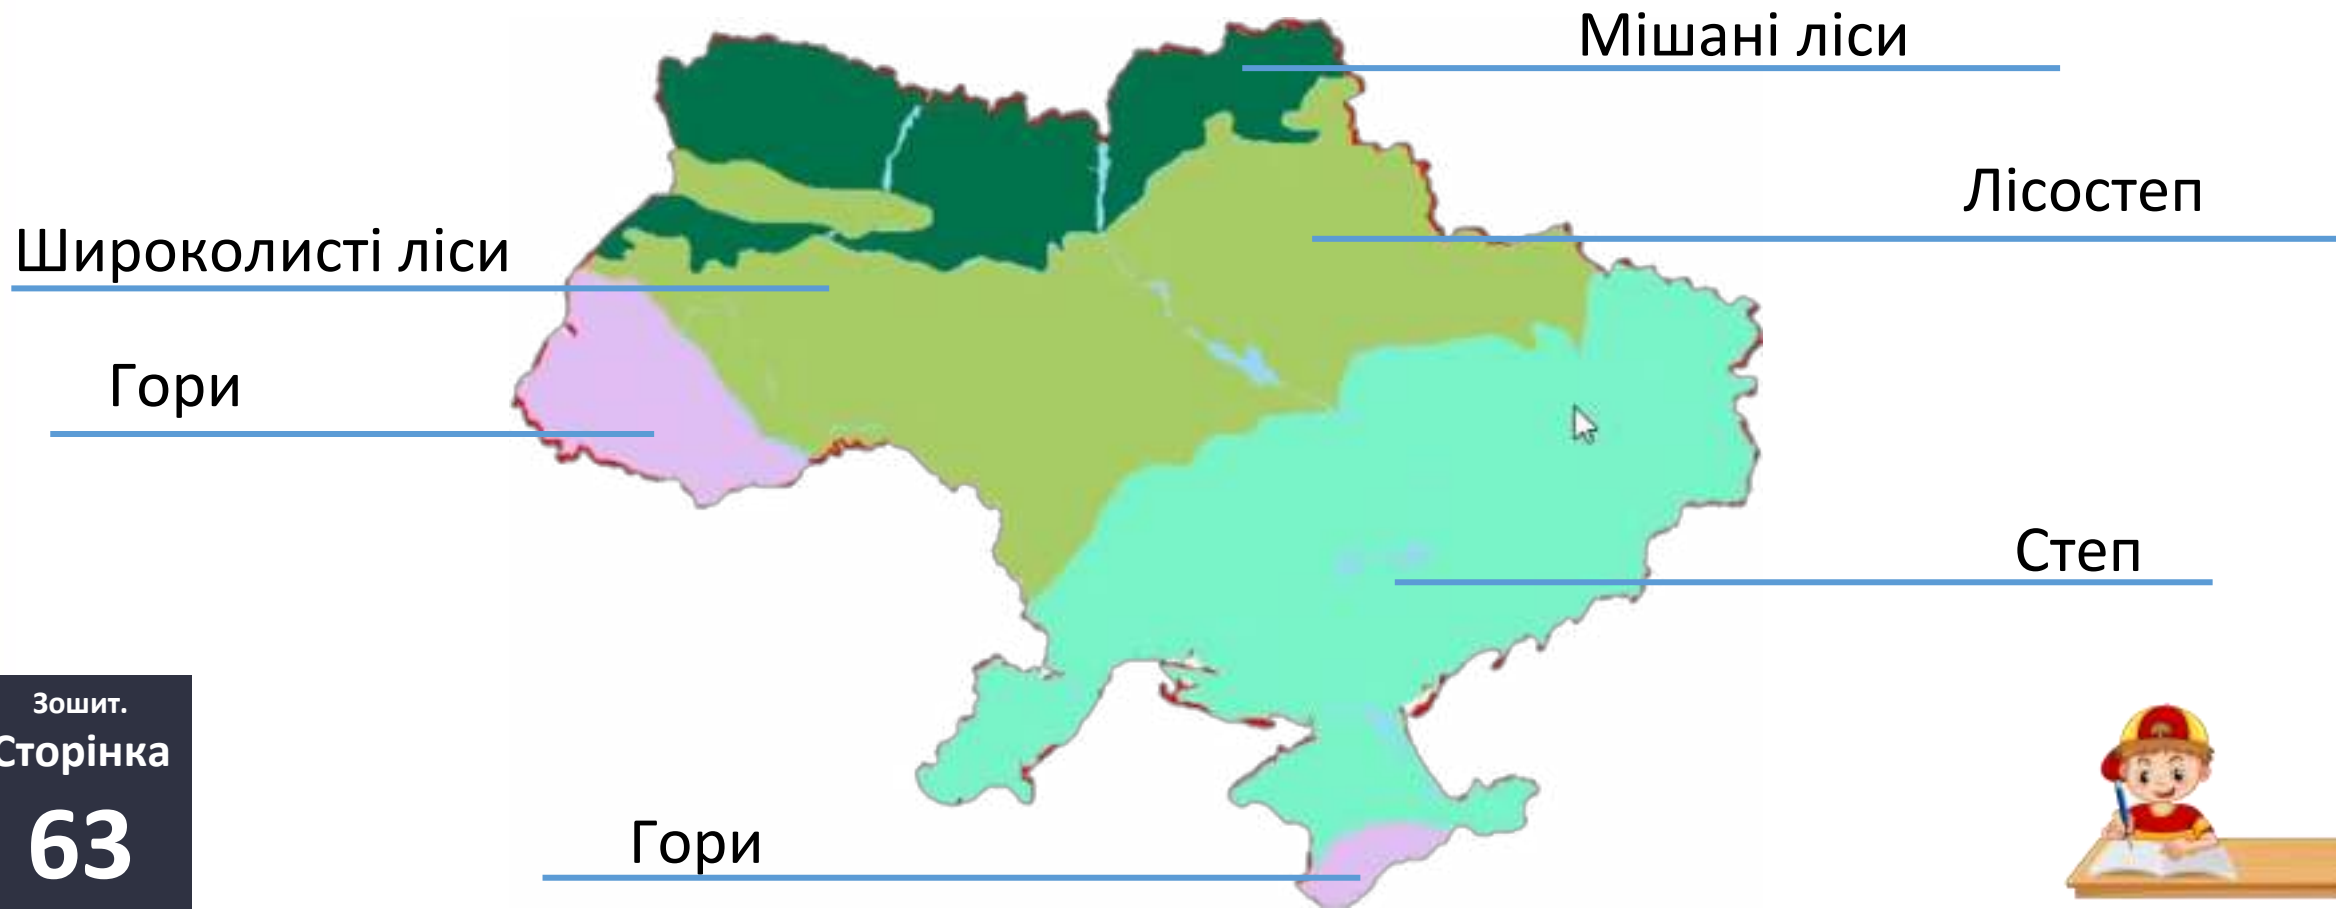 Мішані ліси
Лісостеп
Широколисті ліси
Гори
Степ
Зошит.
Сторінка
63
Гори